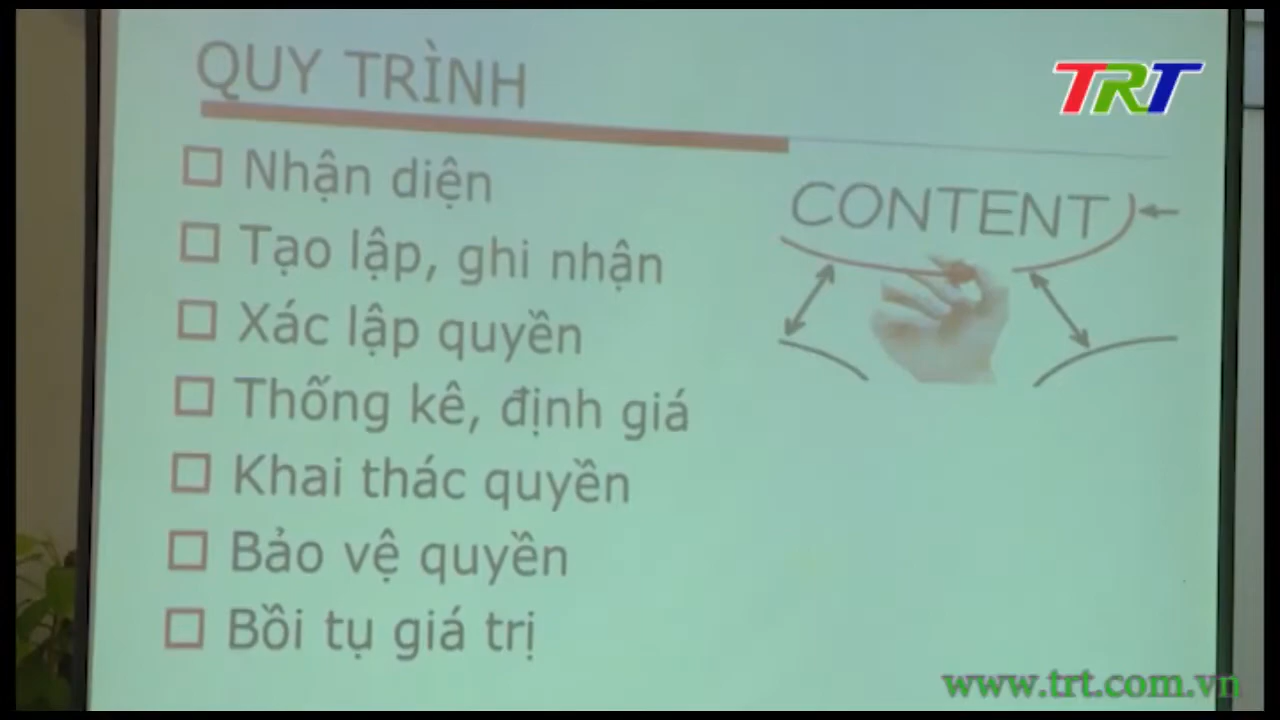 QUY TRÌNH
TRT
Nhận diện
Tạo lập, ghi nhận
Xác lập quyền
Thống kê, định giá
Khai thác quyền
Bảo vệ quyền
Bồi tụ giá trị
CONTENT
www.trt.com.vn